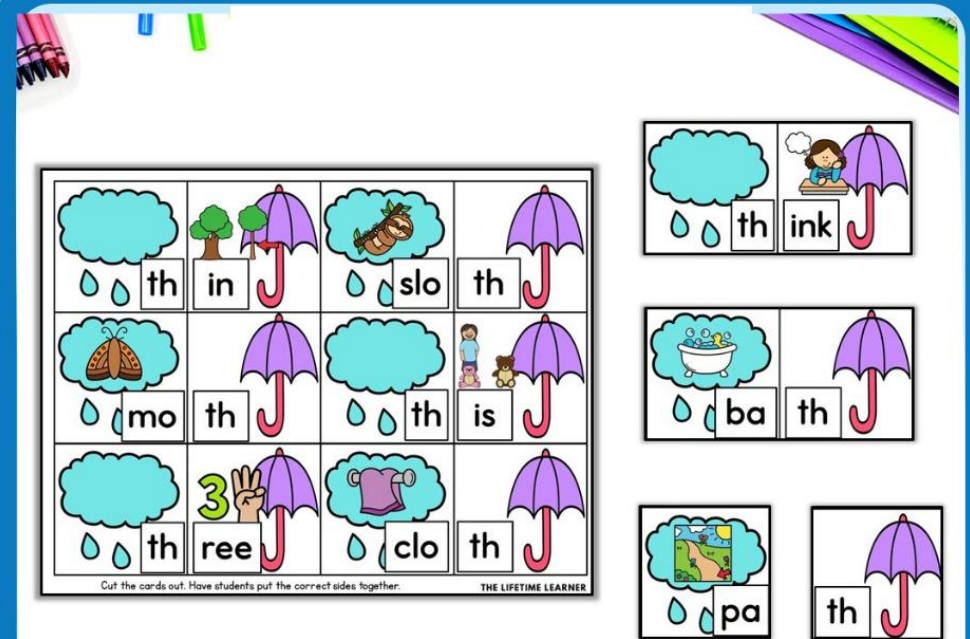 th in slo th
mo th th is
3
th ree clo th
Cut the cards out. Have students put the correct sides together. THE LIFETIME LEARNER
th ink
ba th
pa th